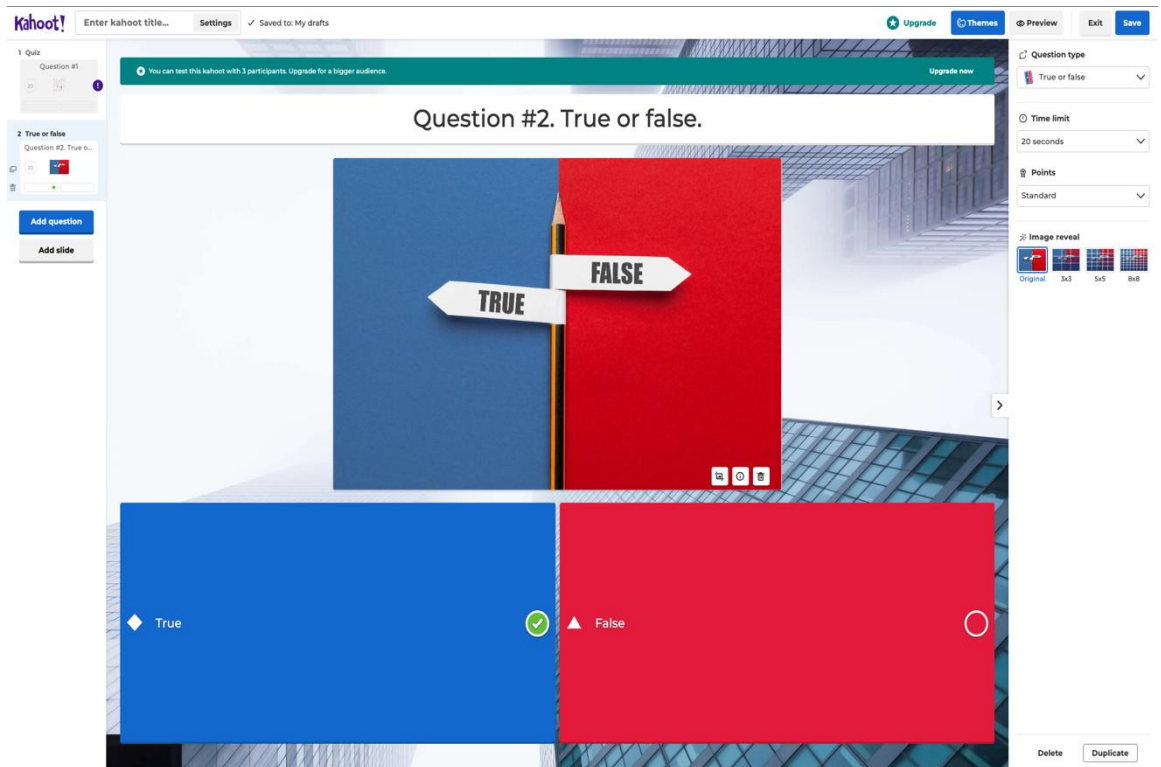 Kahoot!
Enter kahoot title...
Settings
Saved to: My drafts
Upgrade
Themes
Preview
Exit
Save
1 Quiz
Question #1
2 True or false
Question #2. True o...
Add question
Add slide
You can test this kahoot with 3 participants. Upgrade for a bigger audience.
Upgrade now
Question #2. True or false.
FALSE
TRUE
True
False
Question type
True or false
Time limit
20 seconds
Points
Standard
Image reveal
Original 3x3 5x5 8x8
Delete
Duplicate